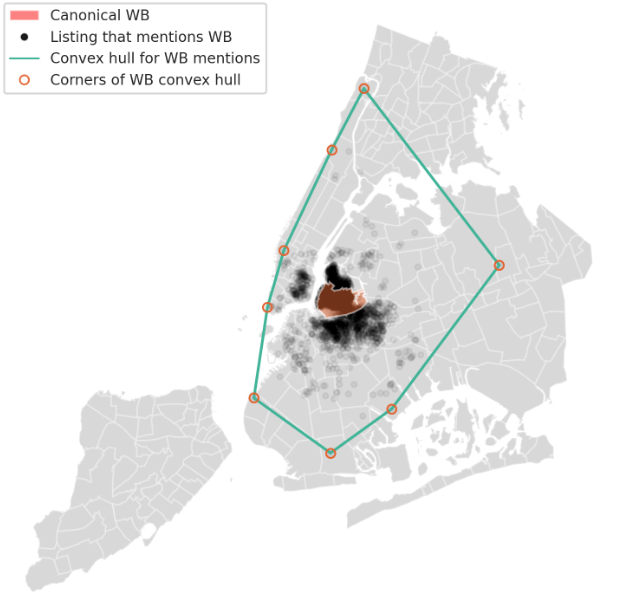 Canonical WB
Listing that mentions WB
Convex hull for WB mentions
Corners of WB convex hull